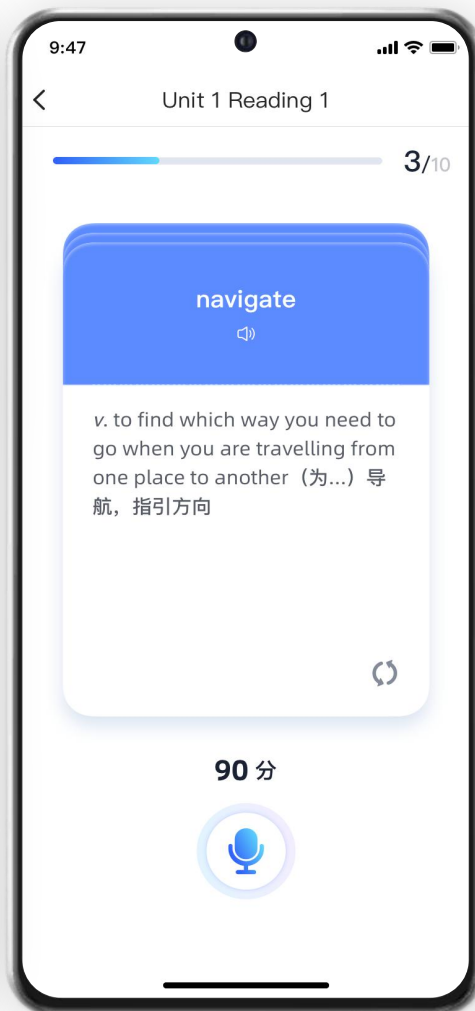 9:47
Unit 1 Reading 1
3/10
navigate
v. to find which way you need to
go when you are travelling from
one place to another（为...）导
航，指引方向
90 分